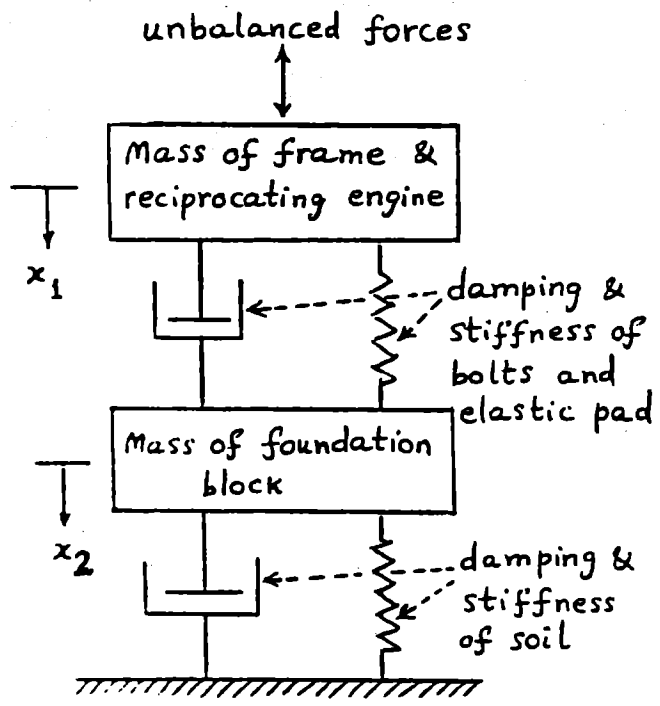 unbalanced forces
Mass of frame &
reciprocating engine
x1
damping &
stiffness of
bolts and
elastic pad
Mass of foundation
block
x2
damping &
stiffness
of soil